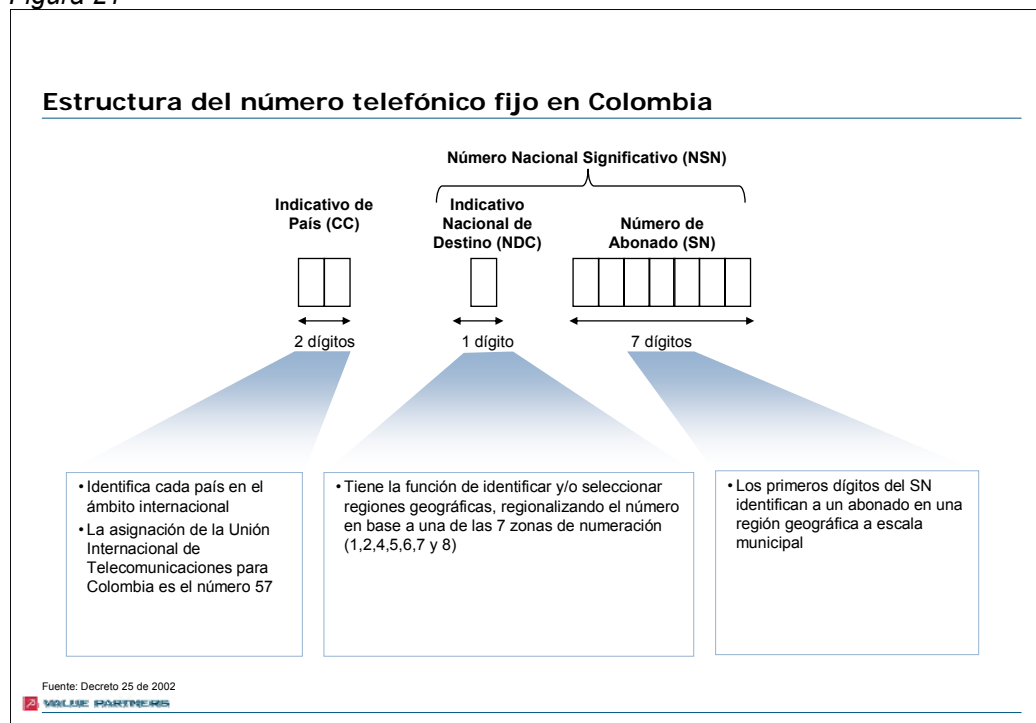 Figura 21
Estructura del número telefónico fijo en Colombia
Número Nacional Significativo (NSN)
Indicativo de
País (CC)
Indicativo
Nacional de
Destino (NDC)
Número de
Abonado (SN)
2 dígitos
1 dígito
7 dígitos
• Identifica cada país en el
ámbito internacional
• La asignación de la Unión
Internacional de
Telecomunicaciones para
Colombia es el número 57
• Tiene la función de identificar y/o seleccionar
regiones geográficas, regionalizando el número
en base a una de las 7 zonas de numeración
(1,2,4,5,6,7 y 8)
• Los primeros dígitos del SN
identifican a un abonado en una
región geográfica a escala
municipal
Fuente: Decreto 25 de 2002
VALUE PARTNERS